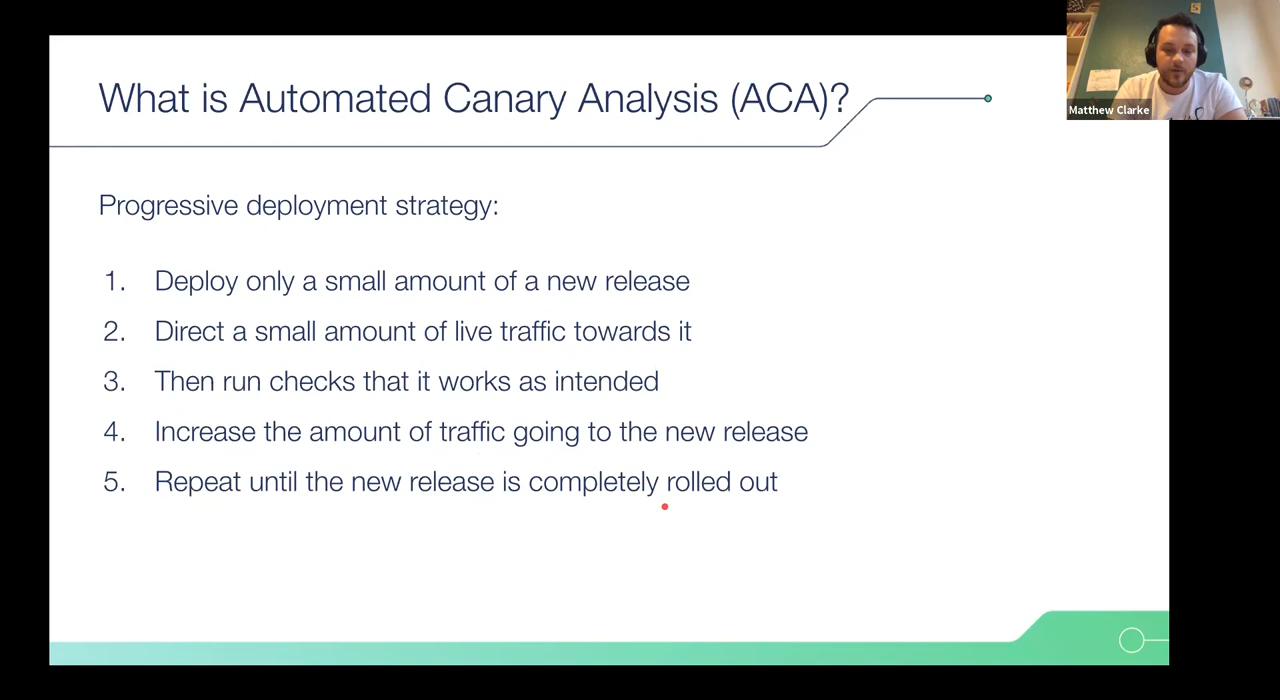 What is Automated Canary Analysis (ACA)?
Matthew Clarke
Progressive deployment strategy:
1. Deploy only a small amount of a new release
2. Direct a small amount of live traffic towards it
3. Then run checks that it works as intended
4. Increase the amount of traffic going to the new release
5. Repeat until the new release is completely rolled out